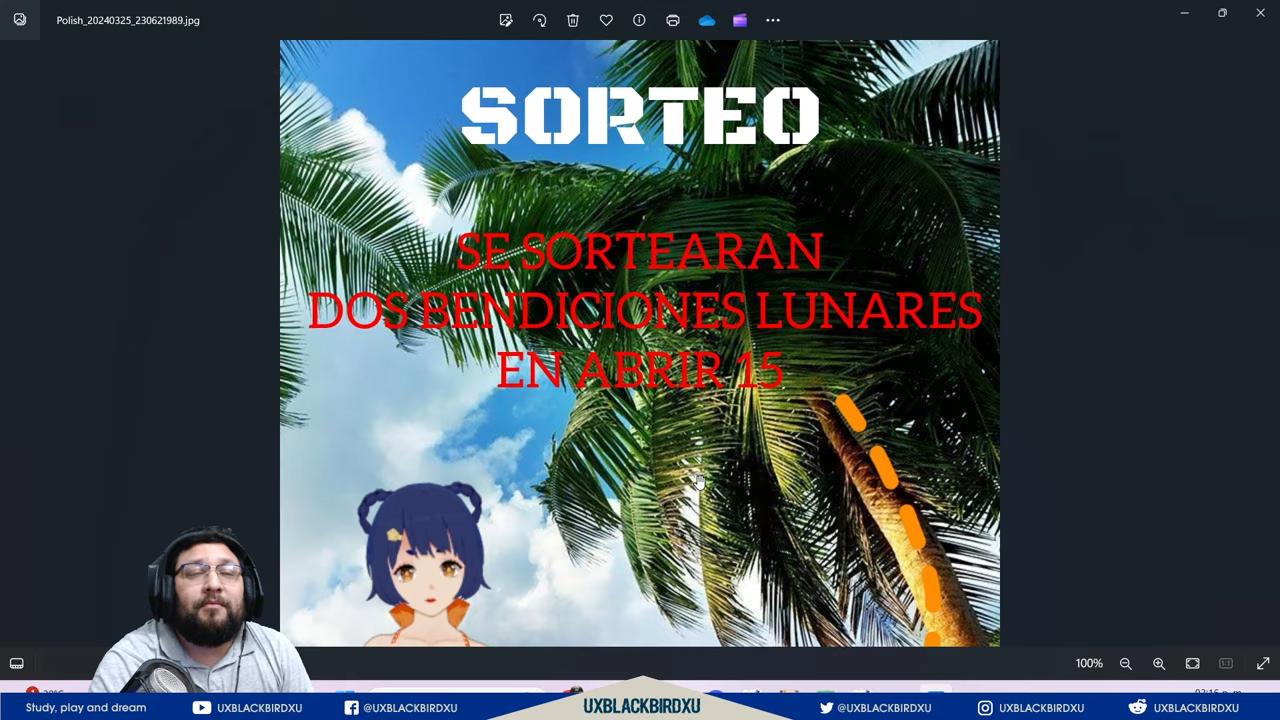 Polish_20240325_230621989.jpg
SORTEO
SE SORTEARAN
DOS BENDICIONES LUNARES
EN ABRIR 15
100%
Study, play and dream
UXBLACKBIRDXU
@UXBLACKBIRDXU
UXBLACKBIRDXU
@UXBLACKBIRDXU
UXBLACKBIRDXU
UXBLACKBIRDXU